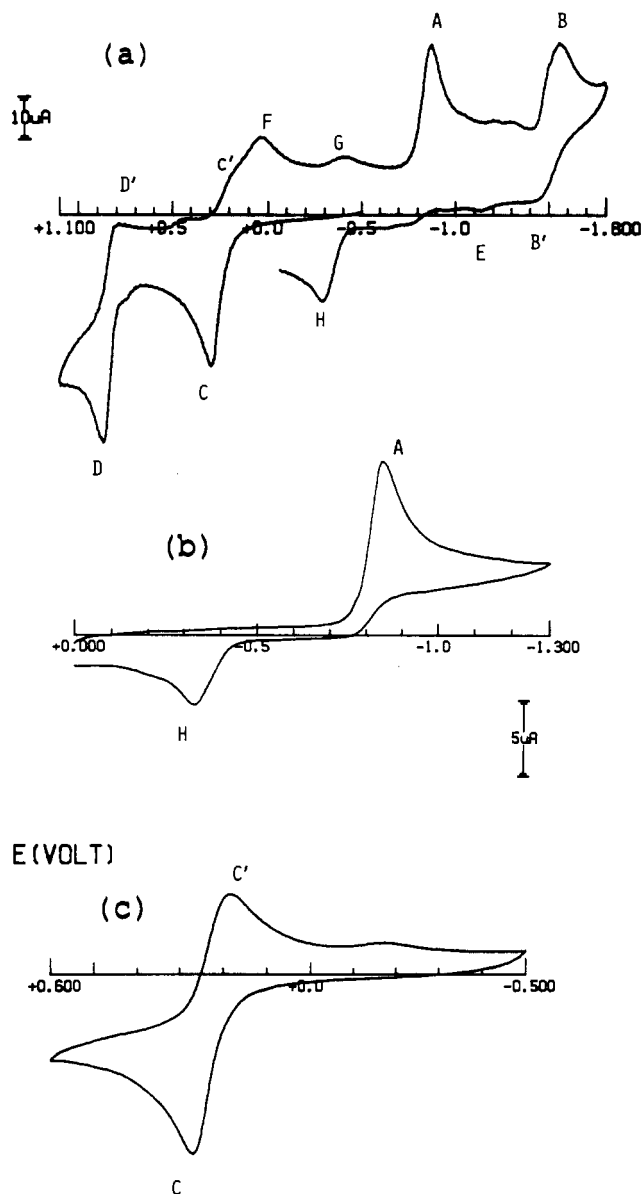 (a)
A
B
10uA
F
G
C'
D'
+1.100
+0.5
+0.0
-0.5
-1.0
-1.800
E
B'
H
C
D
A
(b)
+0.000
-0.5
-1.0
-1.300
H
5uA
E(VOLT)
C'
(c)
+0.600
+0.0
-0.500
C